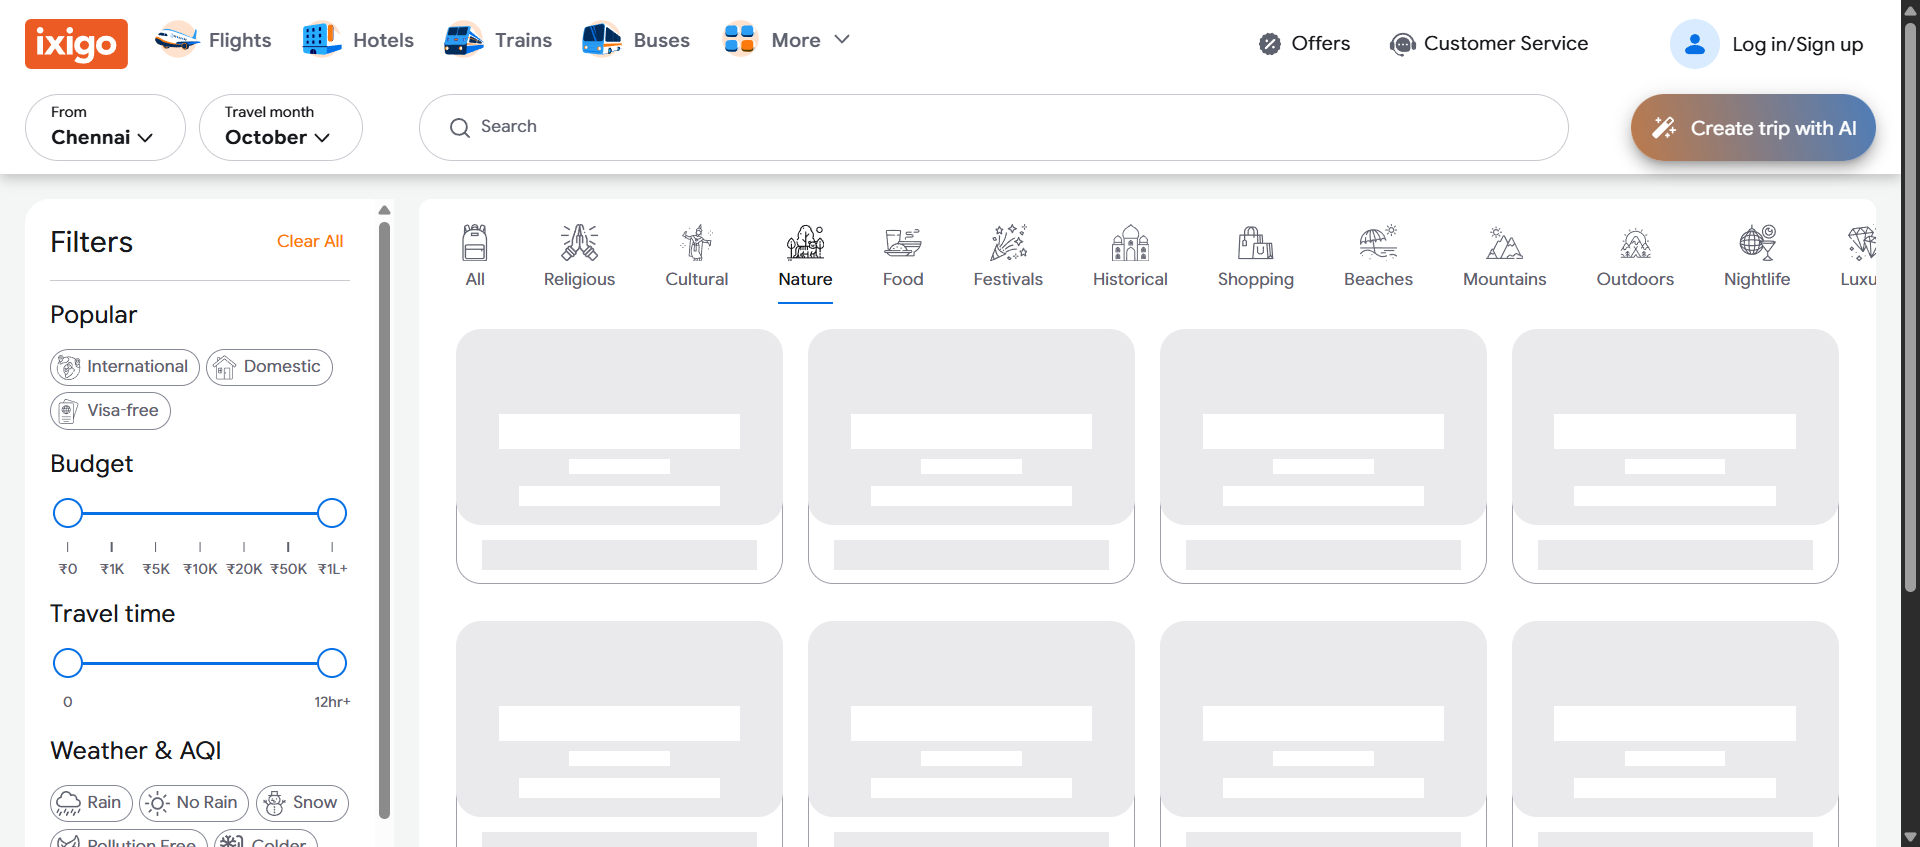 ixigo
Flights
Hotels
Trains
Buses
More
Offers
Customer Service
Log in/Sign up
From
Chennai
Travel month
October
Search
Create trip with AI
Filters
Clear All
Popular
International
Domestic
Visa-free
Budget
₹0 ₹1K ₹5K ₹10K ₹20K ₹50K ₹1L+
Travel time
0 12hr+
Weather & AQI
Rain
No Rain
Snow
Pollution Free
Colder
All
Religious
Cultural
Nature
Food
Festivals
Historical
Shopping
Beaches
Mountains
Outdoors
Nightlife
Luxu